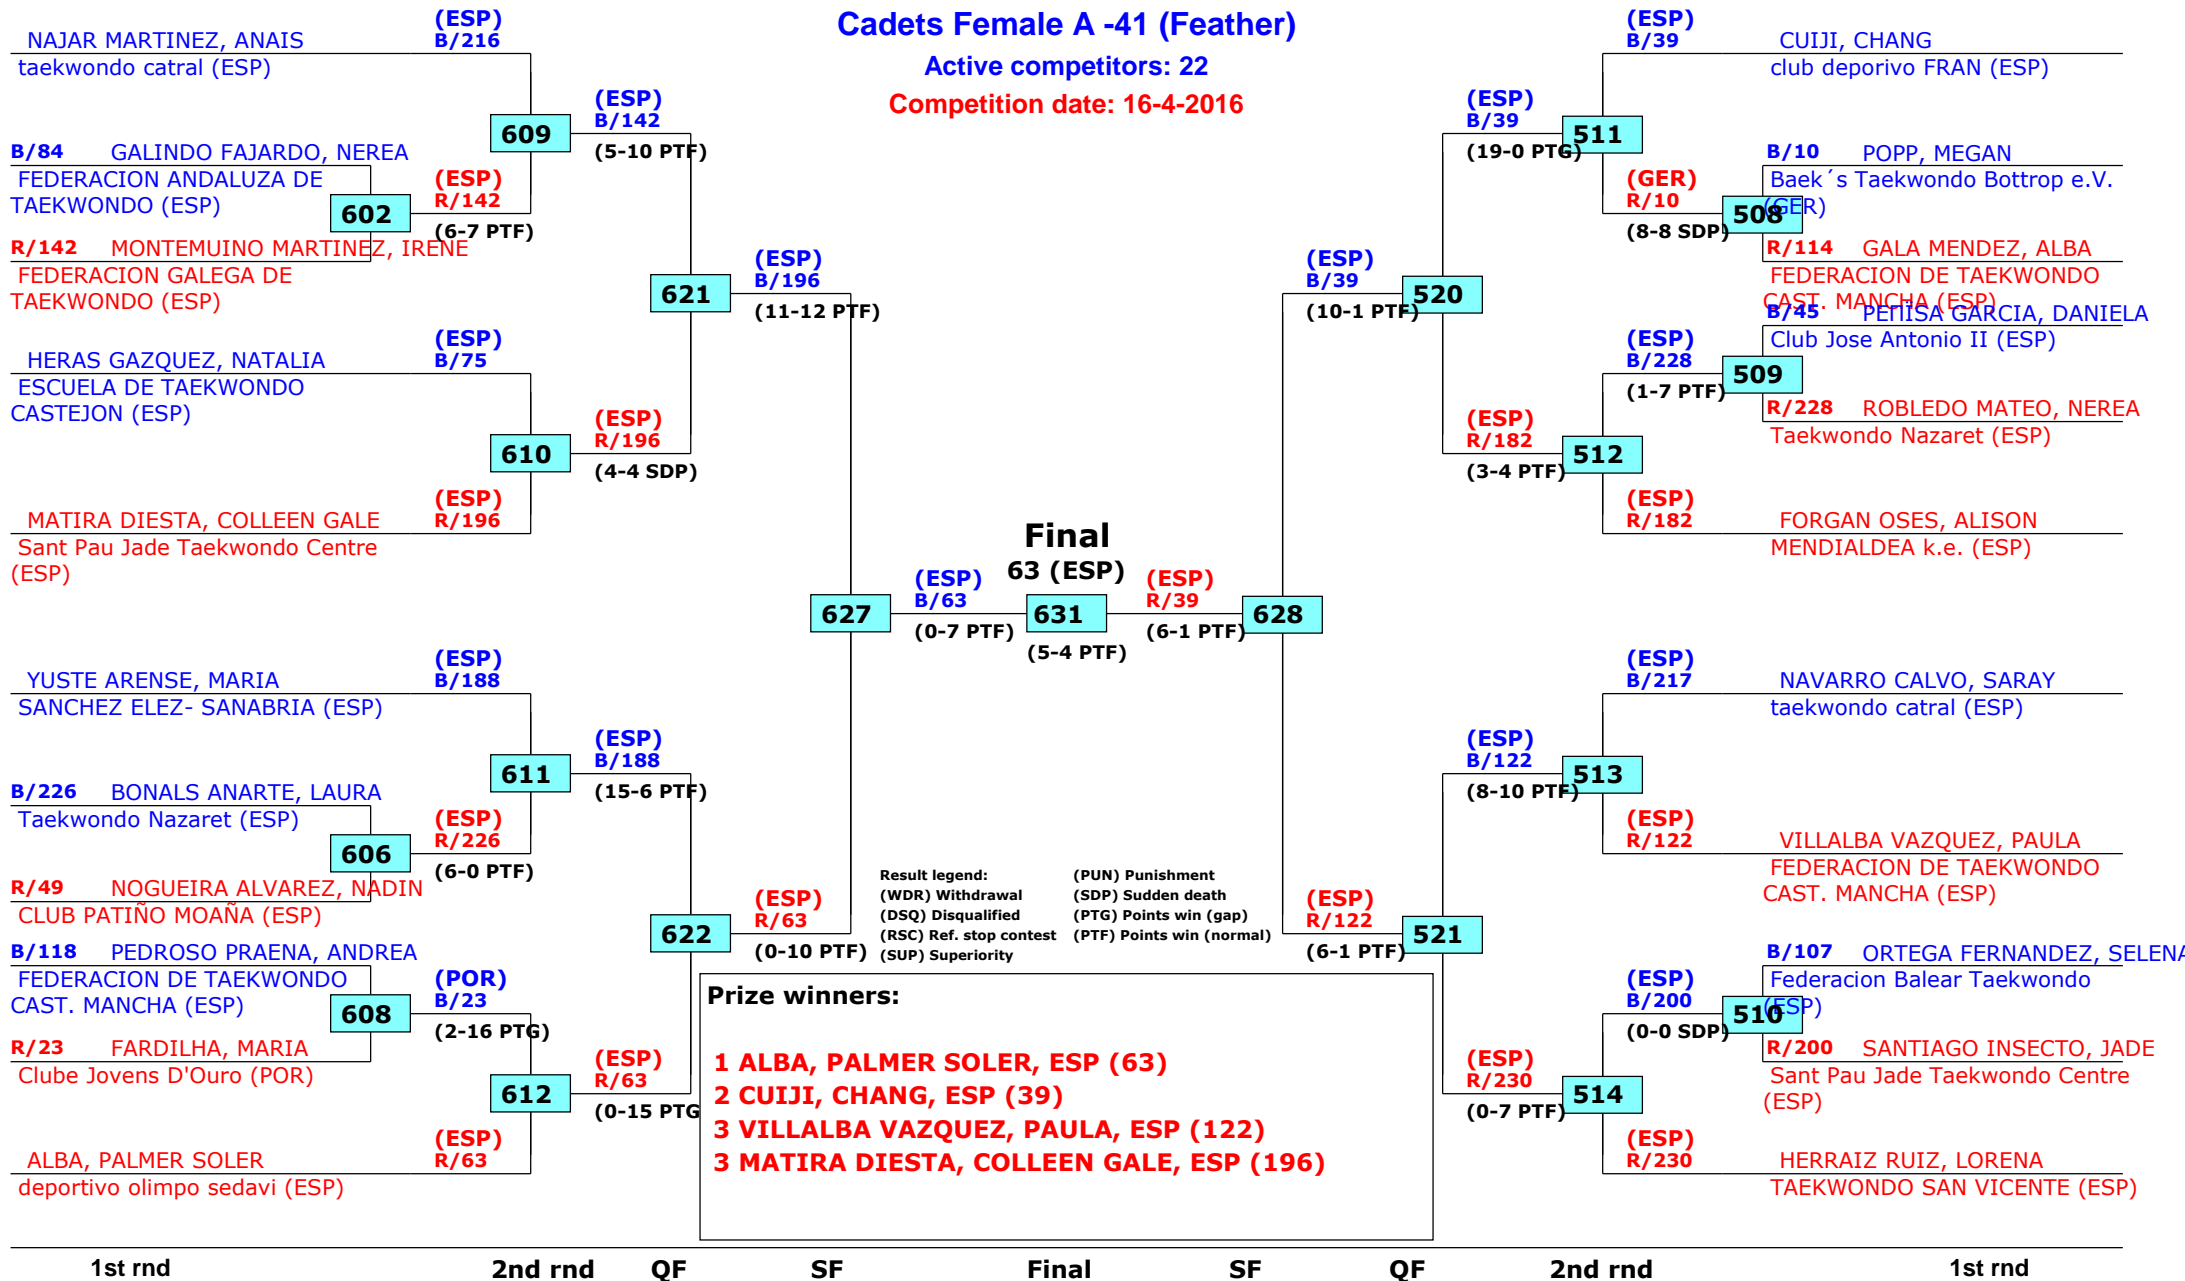 Cadets Female A -41 (Feather)
Active competitors: 22
Competition date: 16-4-2016
NAJAR MARTINEZ, ANAIS
taekwondo catral (ESP)
(ESP)
B/216
B/84 GALINDO FAJARDO, NEREA
FEDERACION ANDALUZA DE
TAEKWONDO (ESP)
602
R/142 MONTEMUINO MARTINEZ, IRENE
FEDERACION GALEGA DE
TAEKWONDO (ESP)
(ESP)
R/142
(6-7 PTF)
609
(ESP)
B/142
(5-10 PTF)
HERAS GAZQUEZ, NATALIA
ESCUELA DE TAEKWONDO
CASTEJON (ESP)
(ESP)
B/75
610
(ESP)
R/196
(4-4 SDP)
MATIRA DIESTA, COLLEEN GALE
Sant Pau Jade Taekwondo Centre
(ESP)
(ESP)
R/196
621
(ESP)
B/196
(11-12 PTF)
YUSTE ARENSE, MARIA
SANCHEZ ELEZ- SANABRIA (ESP)
(ESP)
B/188
611
(ESP)
B/188
(15-6 PTF)
B/226 BONALS ANARTE, LAURA
Taekwondo Nazaret (ESP)
606
(ESP)
R/226
(6-0 PTF)
R/49 NOGUEIRA ALVAREZ, NADIN
CLUB PATIÑO MOAÑA (ESP)
B/118 PEDROSO PRAENA, ANDREA
FEDERACION DE TAEKWONDO
CAST. MANCHA (ESP)
608
(POR)
B/23
(2-16 PTG)
R/23 FARDILHA, MARIA
Clube Jovens D'Ouro (POR)
612
(ESP)
R/63
(0-15 PTG
ALBA, PALMER SOLER
deportivo olimpo sedavi (ESP)
(ESP)
R/63
622
(ESP)
R/63
(0-10 PTF)
627
(ESP)
B/63
(0-7 PTF)
Final
63 (ESP)
631
(5-4 PTF)
(ESP)
R/39
(6-1 PTF)
628
(ESP)
B/39
(10-1 PTF)
520
(ESP)
B/39
(19-0 PTG)
511
(ESP)
B/39
CUIJI, CHANG
club deporivo FRAN (ESP)
(GER)
R/10
(8-8 SDP)
508
B/10 POPP, MEGAN
Baek´s Taekwondo Bottrop e.V.
(GER)
R/114 GALA MENDEZ, ALBA
FEDERACION DE TAEKWONDO
CAST. MANCHA (ESP)
B/45 GARCIA, DANIELA
Club Jose Antonio II (ESP)
(ESP)
B/228
(1-7 PTF)
509
R/228 ROBLEDO MATEO, NEREA
Taekwondo Nazaret (ESP)
(ESP)
R/182
(3-4 PTF)
512
(ESP)
R/182
FORGAN OSES, ALISON
MENDIALDEA k.e. (ESP)
(ESP)
B/217
NAVARRO CALVO, SARAY
taekwondo catral (ESP)
(ESP)
B/122
(8-10 PTF)
513
(ESP)
R/122
VILLALBA VAZQUEZ, PAULA
FEDERACION DE TAEKWONDO
CAST. MANCHA (ESP)
(ESP)
R/122
(6-1 PTF)
521
B/107 ORTEGA FERNANDEZ, SELENA
Federacion Balear Taekwondo
(ESP)
(ESP)
B/200
(0-0 SDP)
510
R/200 SANTIAGO INSECTO, JADE
Sant Pau Jade Taekwondo Centre
(ESP)
(ESP)
R/230
(0-7 PTF)
514
(ESP)
R/230
HERRAIZ RUIZ, LORENA
TAEKWONDO SAN VICENTE (ESP)
Result legend:
(WDR) Withdrawal
(DSQ) Disqualified
(RSC) Ref. stop contest
(SUP) Superiority
(PUN) Punishment
(SDP) Sudden death
(PTG) Points win (gap)
(PTF) Points win (normal)
Prize winners:
1 ALBA, PALMER SOLER, ESP (63)
2 CUIJI, CHANG, ESP (39)
3 VILLALBA VAZQUEZ, PAULA, ESP (122)
3 MATIRA DIESTA, COLLEEN GALE, ESP (196)
1st rnd 2nd rnd QF SF Final SF QF 2nd rnd 1st rnd